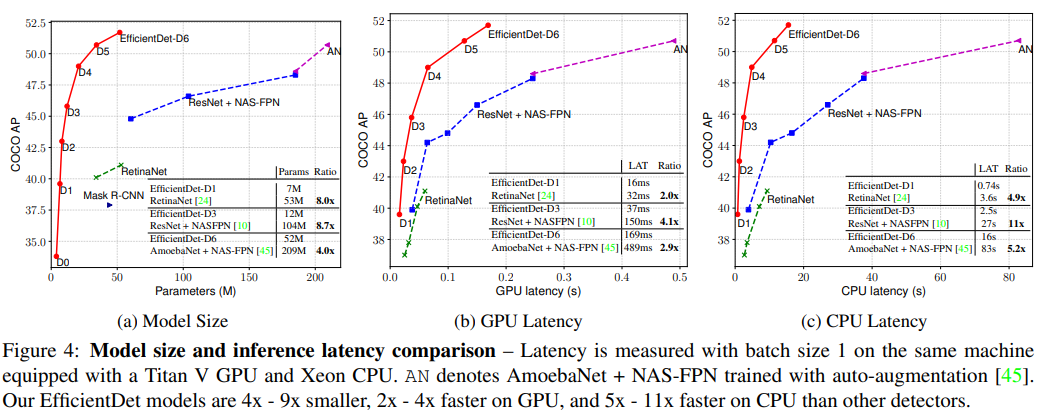 52.5
50.0
47.5
45.0
42.5
40.0
37.5
35.0
COCO AP
0 50 100 150 200
Parameters (M)
EfficientDet-D6
D5
AN
D4
D3
ResNet + NAS-FPN
D2
RetinaNet
D1
Mask R-CNN
D0
Params Ratio
EfficientDet-D1 7M
RetinaNet [24] 53M 8.0x
EfficientDet-D3 12M
ResNet + NASFPN [10] 104M 8.7x
EfficientDet-D6 52M
AmoebaNet + NAS-FPN [45] 209M 4.0x
(a) Model Size
52
50
48
46
44
42
40
38
COCO AP
0.0 0.1 0.2 0.3 0.4 0.5
GPU latency (s)
EfficientDet-D6
D5
AN
D4
D3
ResNet + NAS-FPN
D2
RetinaNet
D1
LAT Ratio
EfficientDet-D1 16ms
RetinaNet [24] 32ms 2.0x
EfficientDet-D3 37ms
ResNet + NASFPN [10] 150ms 4.1x
EfficientDet-D6 169ms
AmoebaNet + NAS-FPN [45] 489ms 2.9x
(b) GPU Latency
52
50
48
46
44
42
40
38
COCO AP
0 20 40 60 80
CPU latency (s)
EfficientDet-D6
D5
AN
D4
D3
ResNet + NAS-FPN
D2
RetinaNet
D1
LAT Ratio
EfficientDet-D1 0.74s
RetinaNet [24] 3.6s 4.9x
EfficientDet-D3 2.5s
ResNet + NASFPN [10] 27s 11x
EfficientDet-D6 16s
AmoebaNet + NAS-FPN [45] 83s 5.2x
(c) CPU Latency
Figure 4: Model size and inference latency comparison – Latency is measured with batch size 1 on the same machine
equipped with a Titan V GPU and Xeon CPU. AN denotes AmoebaNet + NAS-FPN trained with auto-augmentation [45].
Our EfficientDet models are 4x - 9x smaller, 2x - 4x faster on GPU, and 5x - 11x faster on CPU than other detectors.